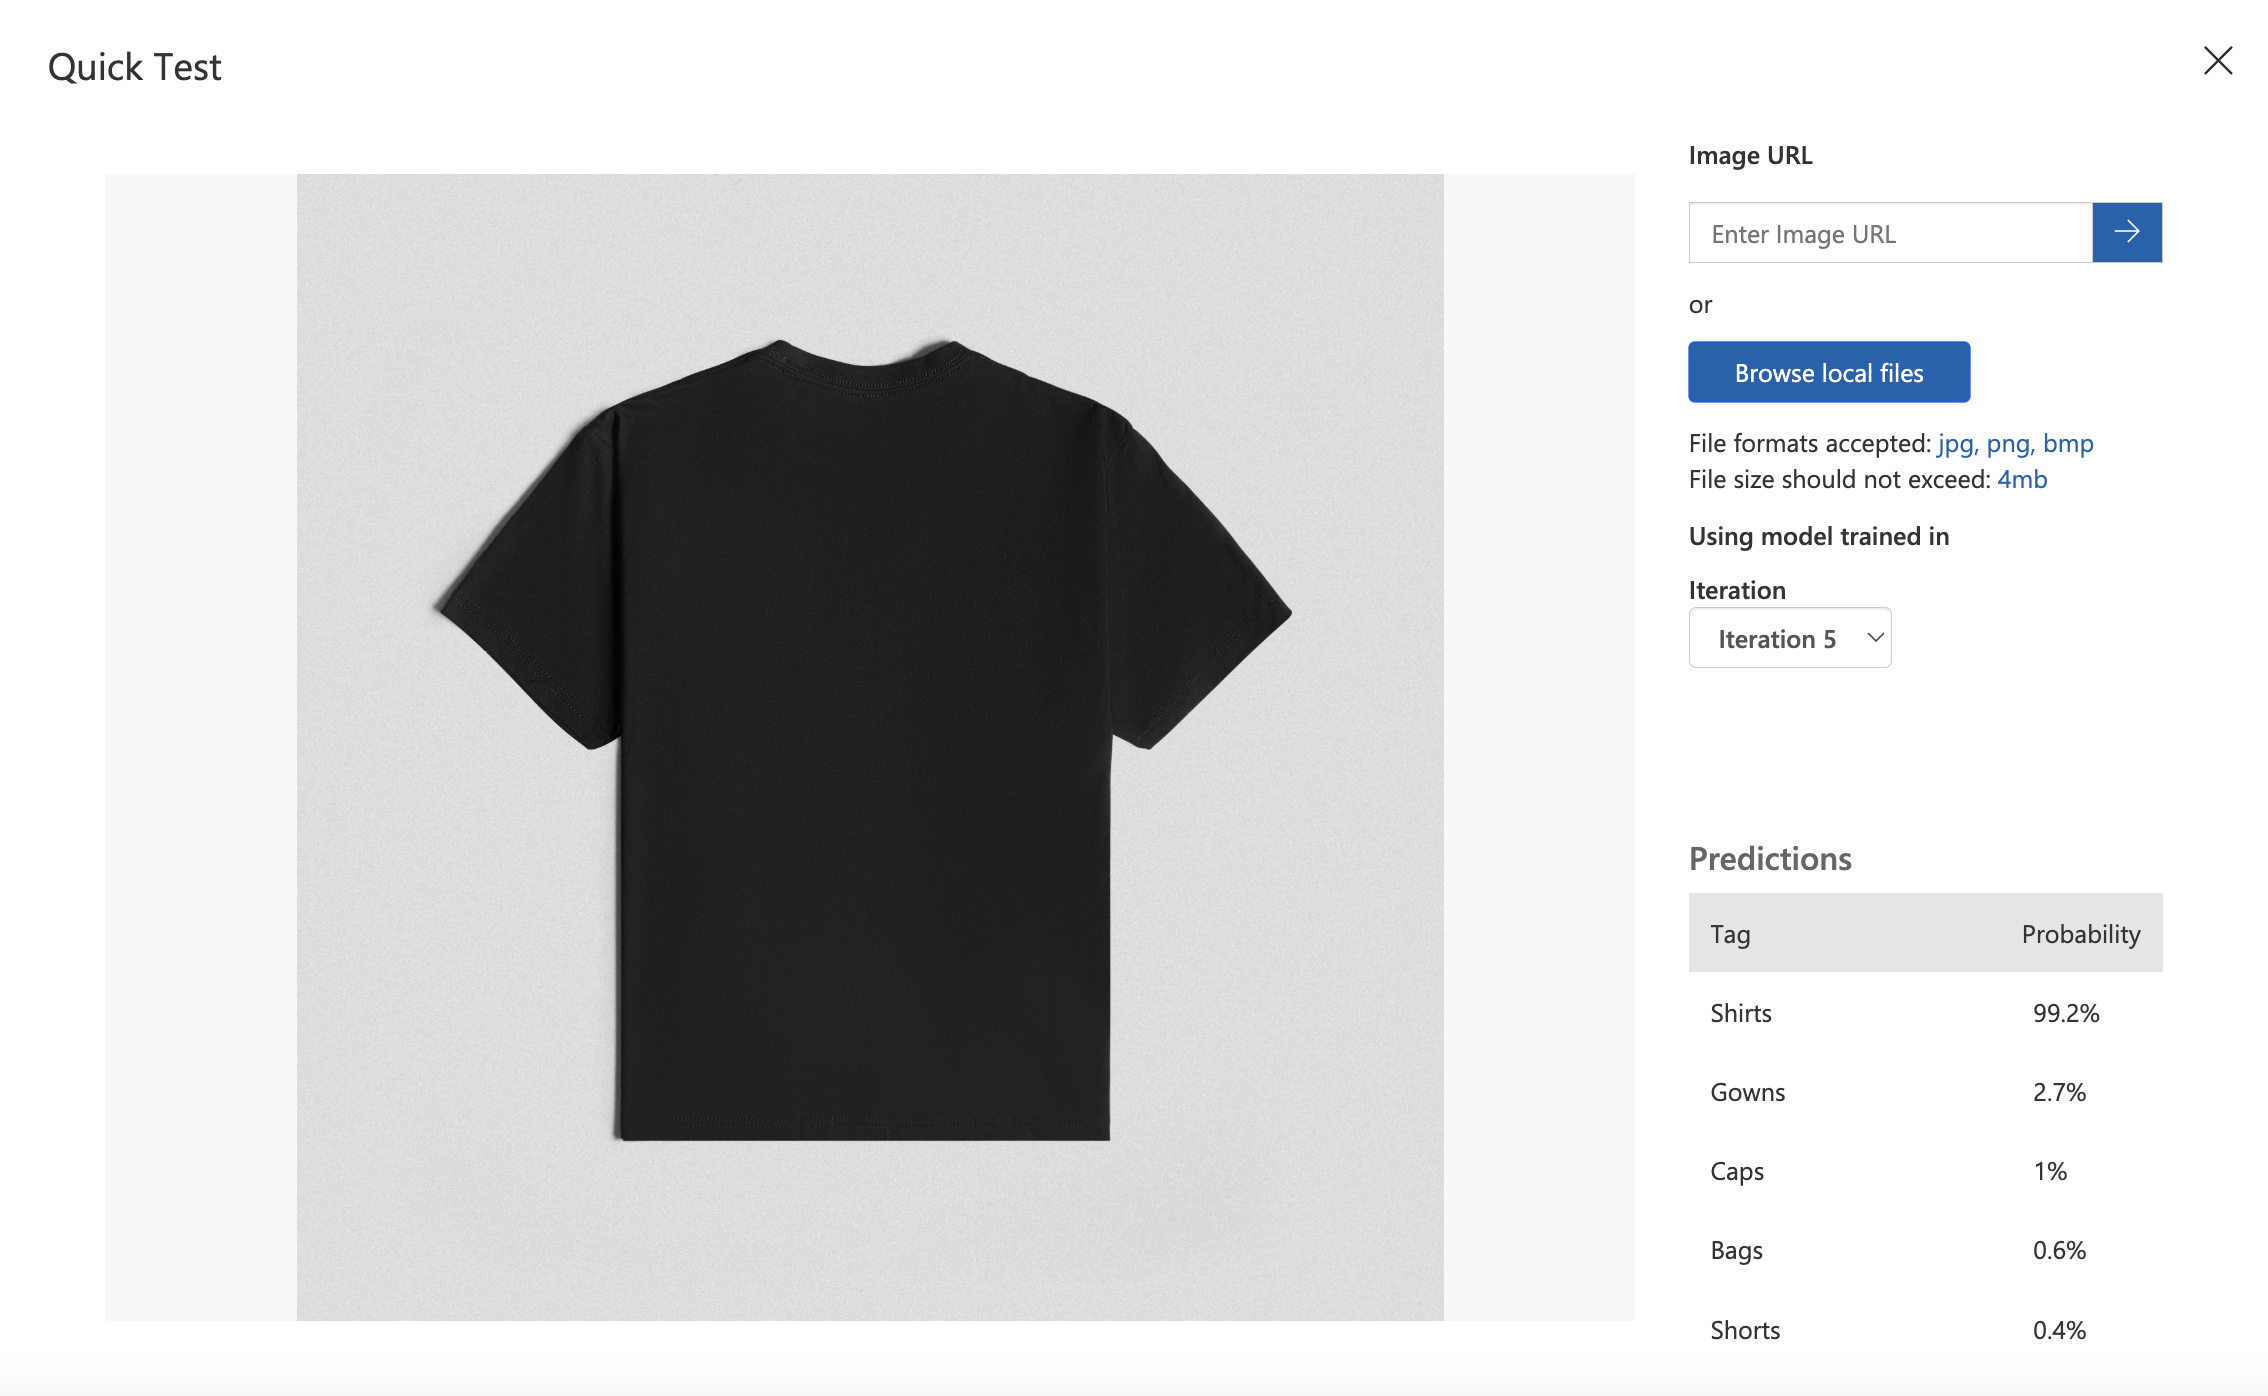 Quick Test
Image URL
Enter Image URL
or
Browse local files
File formats accepted: jpg, png, bmp
File size should not exceed: 4mb
Using model trained in
Iteration
Iteration 5
Predictions
Tag Probability
Shirts 99.2%
Gowns 2.7%
Caps 1%
Bags 0.6%
Shorts 0.4%